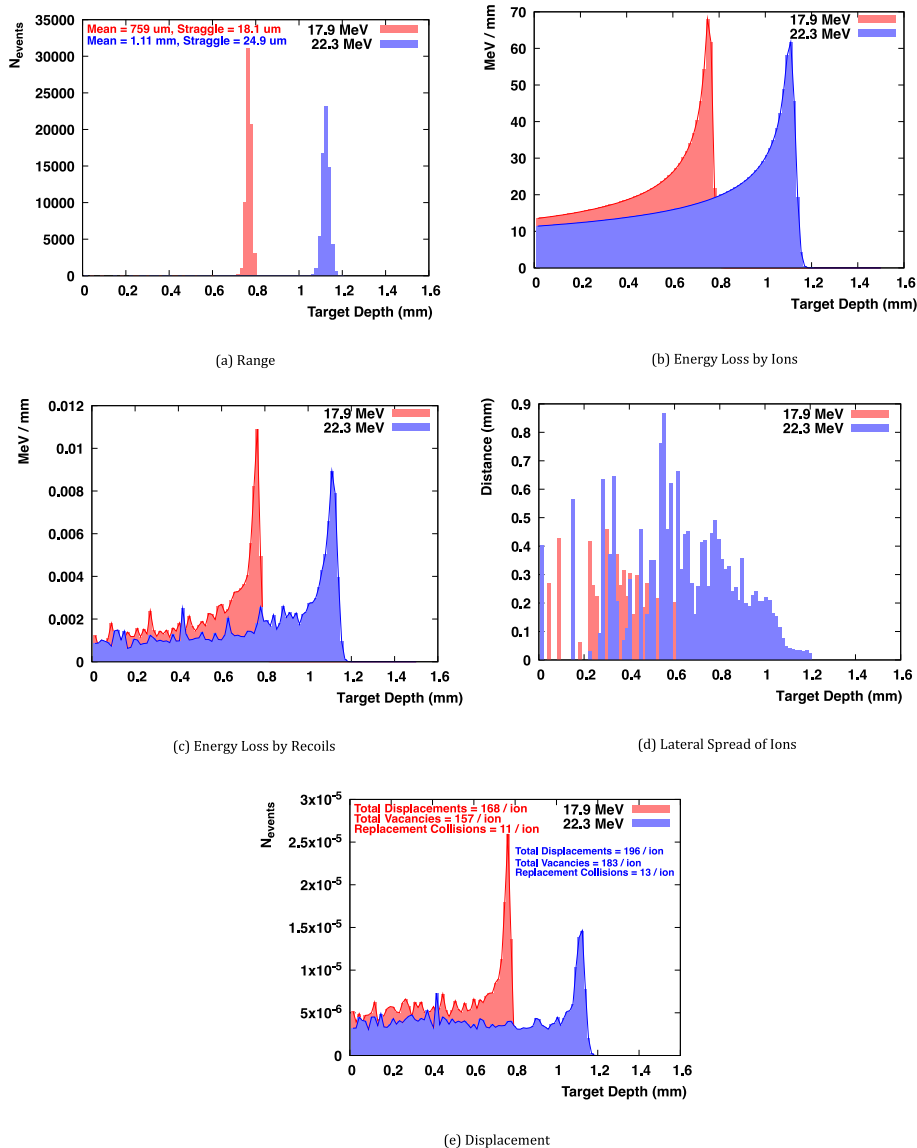 Mean = 759 um, Straggle = 18.1 um
Mean = 1.11 mm, Straggle = 24.9 um
17.9 MeV
22.3 MeV
N_events
35000
30000
25000
20000
15000
10000
5000
0
0 0.2 0.4 0.6 0.8 1 1.2 1.4 1.6
Target Depth (mm)
(a) Range
17.9 MeV
22.3 MeV
MeV / mm
70
60
50
40
30
20
10
0
0 0.2 0.4 0.6 0.8 1 1.2 1.4 1.6
Target Depth (mm)
(b) Energy Loss by Ions
17.9 MeV
22.3 MeV
MeV / mm
0.012
0.01
0.008
0.006
0.004
0.002
0
0 0.2 0.4 0.6 0.8 1 1.2 1.4 1.6
Target Depth (mm)
(c) Energy Loss by Recoils
17.9 MeV
22.3 MeV
Distance (mm)
0.9
0.8
0.7
0.6
0.5
0.4
0.3
0.2
0.1
0
0 0.2 0.4 0.6 0.8 1 1.2 1.4 1.6
Target Depth (mm)
(d) Lateral Spread of Ions
Total Displacements = 168 / ion
Total Vacancies = 157 / ion
Replacement Collisions = 11 / ion
17.9 MeV
22.3 MeV
Total Displacements = 196 / ion
Total Vacancies = 183 / ion
Replacement Collisions = 13 / ion
N_events
3x10^-5
2.5x10^-5
2x10^-5
1.5x10^-5
1x10^-5
5x10^-6
0
0 0.2 0.4 0.6 0.8 1 1.2 1.4 1.6
Target Depth (mm)
(e) Displacement